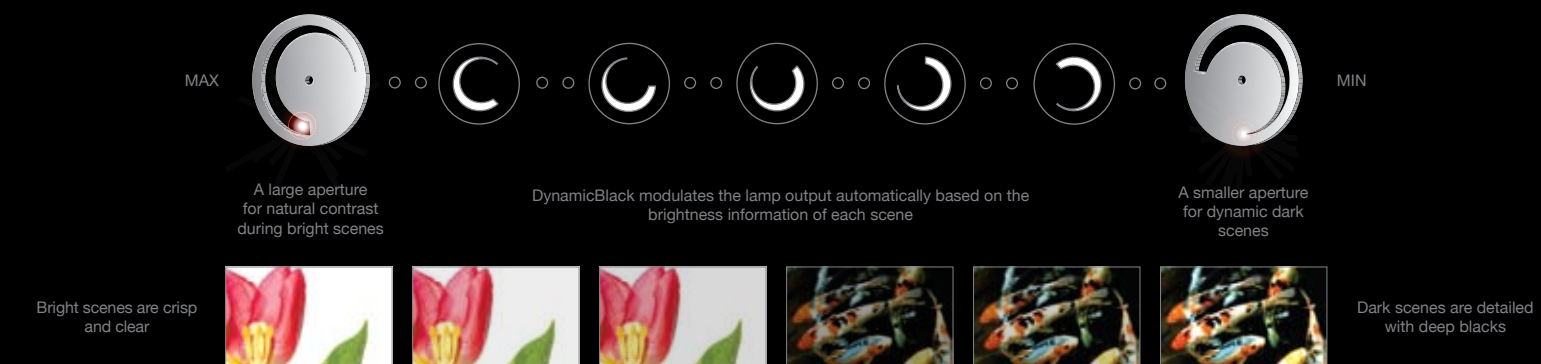 MAX
MIN
A large aperture
for natural contrast
during bright scenes
DynamicBlack modulates the lamp output automatically based on the
brightness information of each scene
A smaller aperture
for dynamic dark
scenes
Bright scenes are crisp
and clear
Dark scenes are detailed
with deep blacks